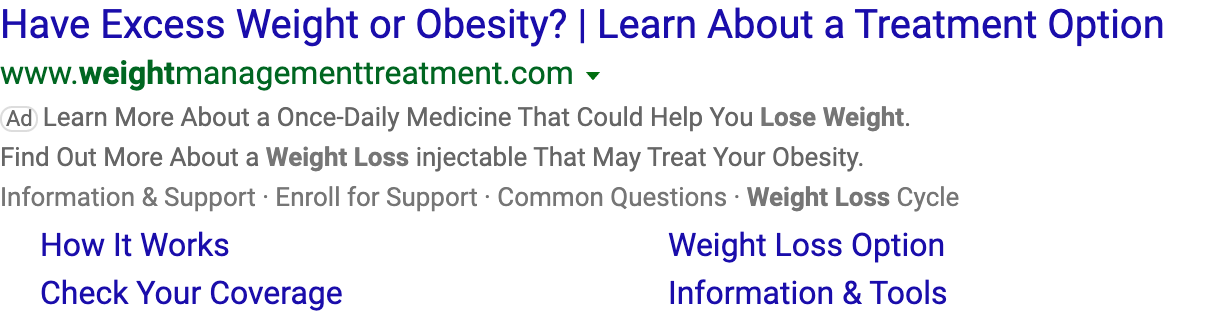 Have Excess Weight or Obesity? | Learn About a Treatment Option
www.weightmanagementtreatment.com
Ad Learn More About a Once-Daily Medicine That Could Help You Lose Weight.
Find Out More About a Weight Loss injectable That May Treat Your Obesity.
Information & Support · Enroll for Support · Common Questions · Weight Loss Cycle
How It Works Weight Loss Option
Check Your Coverage Information & Tools